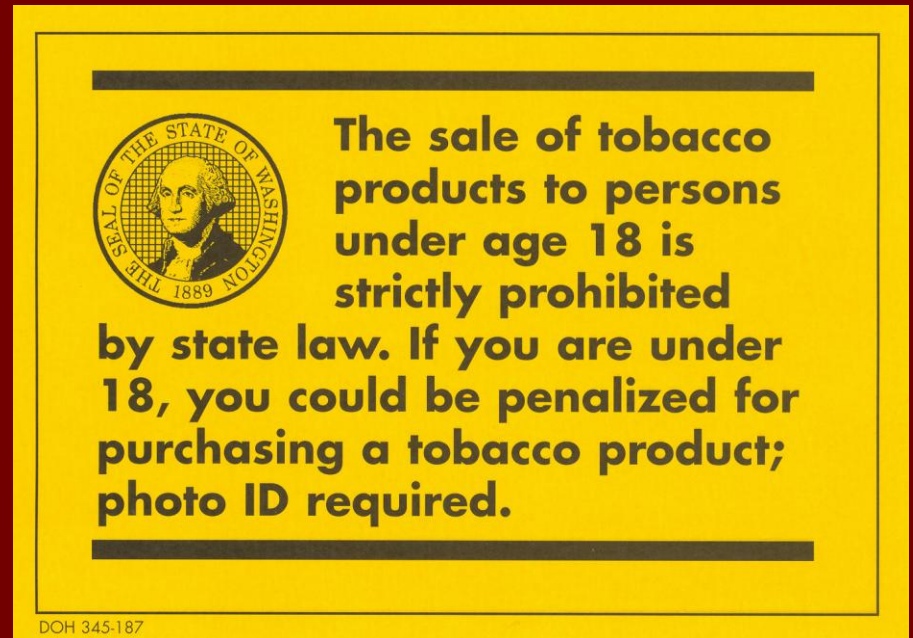 THE SEAL OF THE STATE OF WASHINGTON
1889
The sale of tobacco
products to persons
under age 18 is
strictly prohibited
by state law. If you are under
18, you could be penalized for
purchasing a tobacco product;
photo ID required.
DOH 345-187